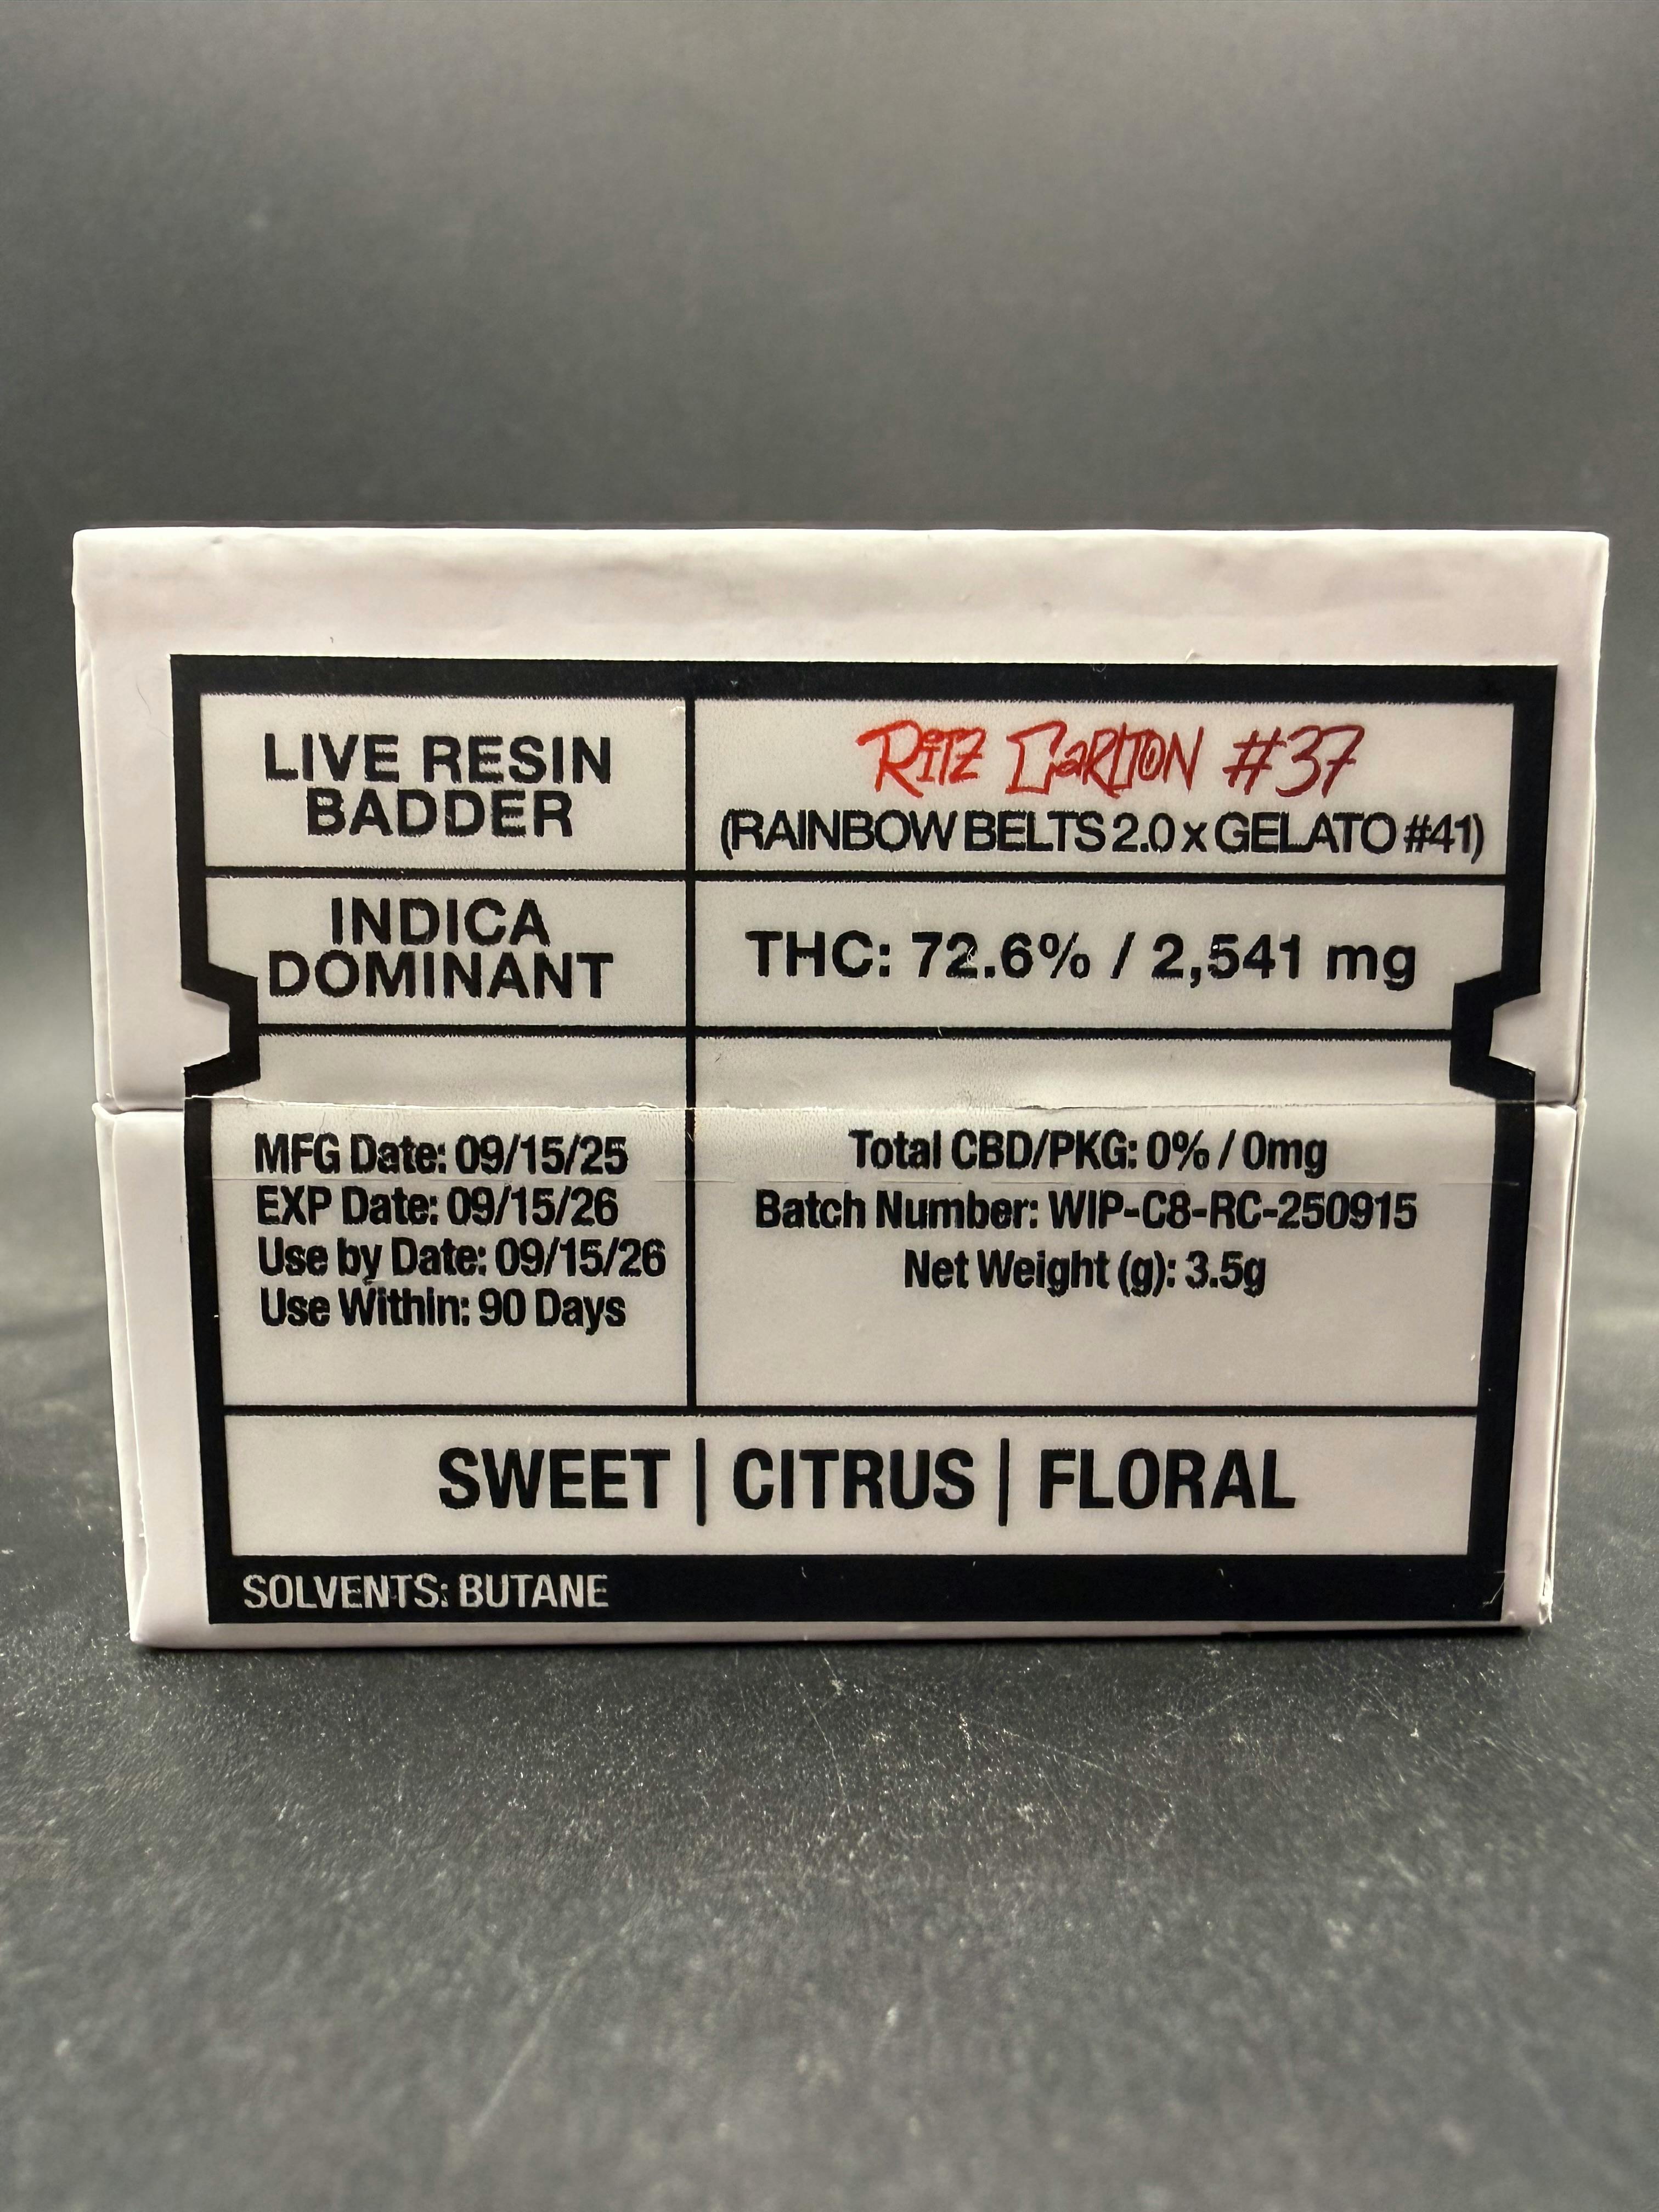 LIVE RESIN
BADDER
RITZ CARLTON #37
(RAINBOW BELTS 2.0 x GELATO #41)
INDICA
DOMINANT
THC: 72.6% / 2,541 mg
MFG Date: 09/15/25
EXP Date: 09/15/26
Use by Date: 09/15/26
Use Within: 90 Days
Total CBD/PKG: 0% / 0mg
Batch Number: WIP-C8-RC-250915
Net Weight (g): 3.5g
SWEET | CITRUS | FLORAL
SOLVENTS: BUTANE